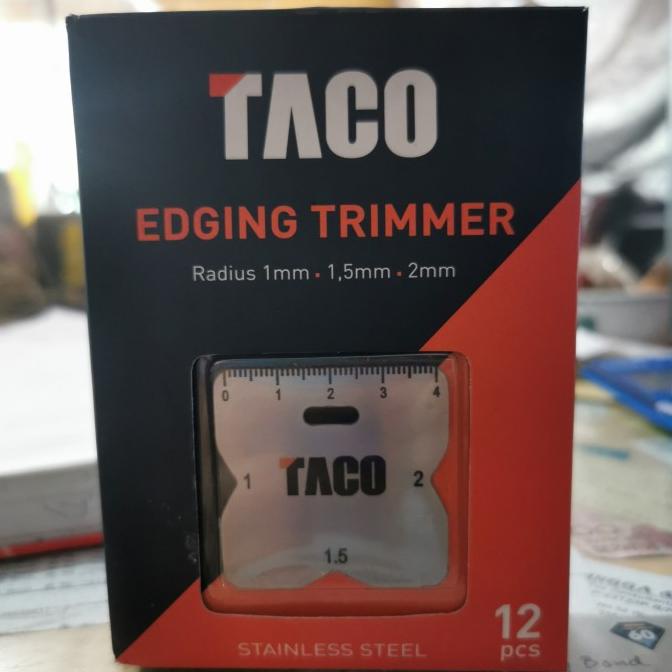 TACO
EDGING TRIMMER
Radius 1mm · 1,5mm · 2mm
0 1 2 3 4
1 TACO 2
1.5
12
pcs
STAINLESS STEEL
Bond